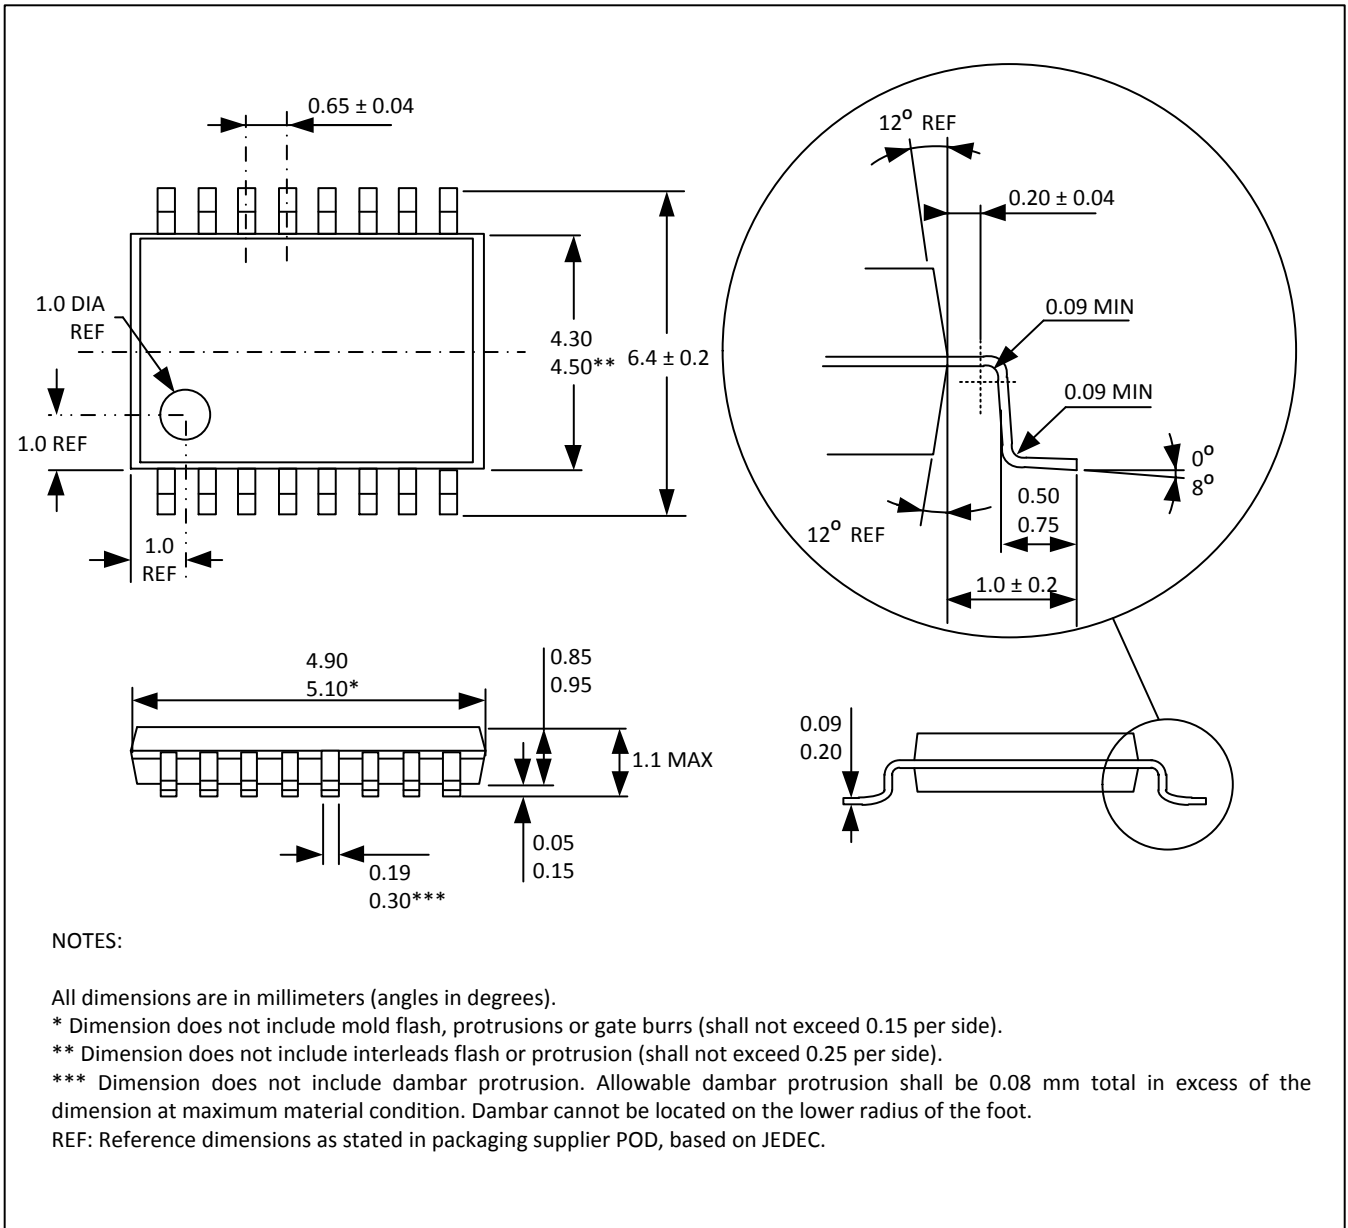 0.65 ± 0.04
12° REF
0.20 ± 0.04
1.0 DIA
REF
0.09 MIN
4.30
4.50**
6.4 ± 0.2
0.09 MIN
1.0 REF
0°
8°
0.50
0.75
12° REF
1.0
REF
1.0 ± 0.2
4.90
5.10*
0.85
0.95
1.1 MAX
0.09
0.20
0.05
0.15
0.19
0.30***
NOTES:
All dimensions are in millimeters (angles in degrees).
* Dimension does not include mold flash, protrusions or gate burrs (shall not exceed 0.15 per side).
** Dimension does not include interleads flash or protrusion (shall not exceed 0.25 per side).
*** Dimension does not include dambar protrusion. Allowable dambar protrusion shall be 0.08 mm total in excess of the
dimension at maximum material condition. Dambar cannot be located on the lower radius of the foot.
REF: Reference dimensions as stated in packaging supplier POD, based on JEDEC.